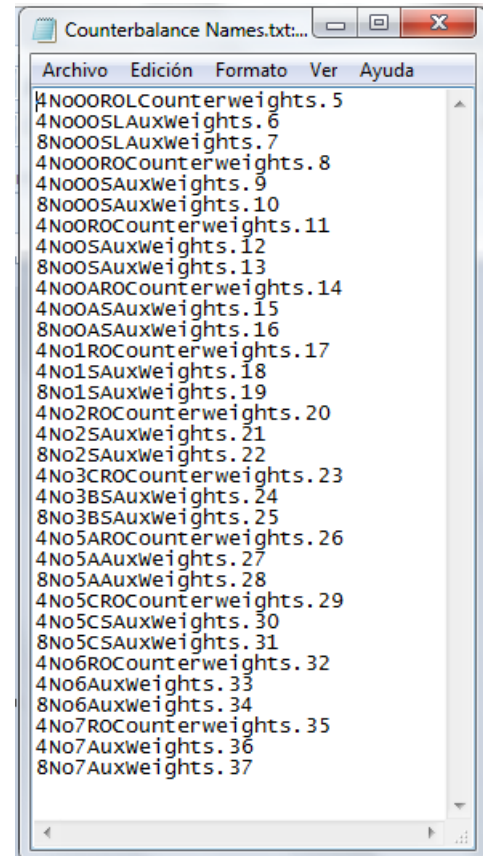 Counterbalance Names.txt:...
Archivo Edición Formato Ver Ayuda
4No00ROLCounterweights.5
4No00SLAuxWeights.6
8No00SLAuxWeights.7
4No00ROCounterweights.8
4No00SAuxWeights.9
8No00SAuxWeights.10
4No0ROCounterweights.11
4No0SAuxWeights.12
8No0SAuxWeights.13
4No0AROCounterweights.14
4No0ASAuxWeights.15
8No0ASAuxWeights.16
4No1ROCounterweights.17
4No1SAuxWeights.18
8No1SAuxWeights.19
4No2ROCounterweights.20
4No2SAuxWeights.21
8No2SAuxWeights.22
4No3CROCounterweights.23
4No3BSAuxWeights.24
8No3BSAuxWeights.25
4No5AROCounterweights.26
4No5AAuxWeights.27
8No5AAuxWeights.28
4No5CROCounterweights.29
4No5CSAuxWeights.30
8No5CSAuxWeights.31
4No6ROCounterweights.32
4No6AuxWeights.33
8No6AuxWeights.34
4No7ROCounterweights.35
4No7AuxWeights.36
8No7AuxWeights.37